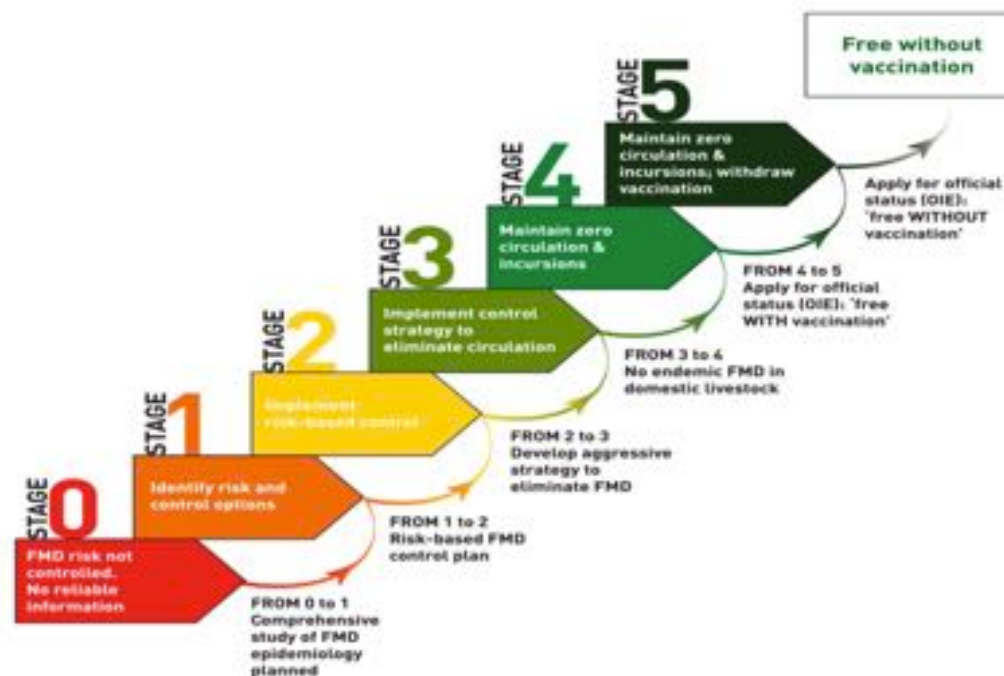 Free without
vaccination
STAGE 5
Maintain zero
circulation &
incursions; withdraw
vaccination
Apply for official
status (OIE):
'free WITHOUT
vaccination'
STAGE 4
Maintain zero
circulation &
incursions
FROM 4 to 5
Apply for official
status (OIE): 'free
WITH vaccination'
STAGE 3
Implement control
strategy to
eliminate circulation
FROM 3 to 4
No endemic FMD in
domestic livestock
STAGE 2
Implement
risk-based control
FROM 2 to 3
Develop aggressive
strategy to
eliminate FMD
STAGE 1
Identify risk and
control options
FROM 1 to 2
Risk-based FMD
control plan
STAGE 0
FMD risk not
controlled.
No reliable
information
FROM 0 to 1
Comprehensive
study of FMD
epidemiology
planned